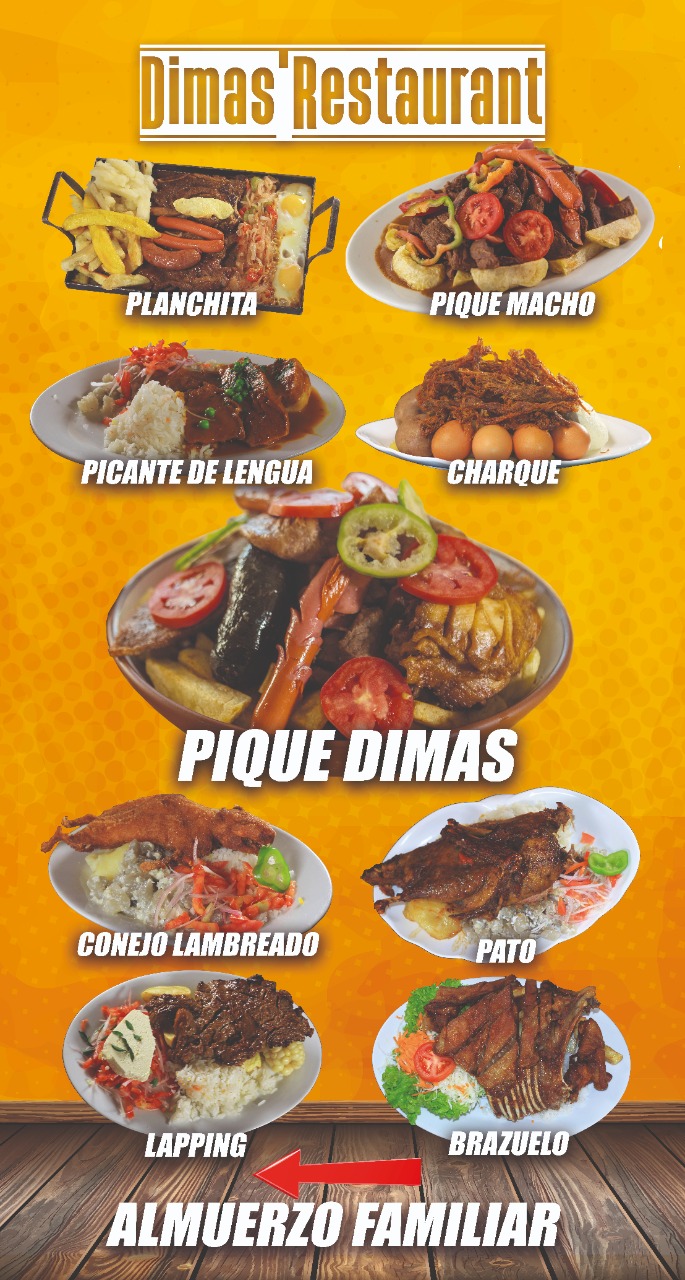 Dimas'Restaurant
PLANCHITA
PIQUE MACHO
PICANTE DE LENGUA
CHARQUE
PIQUE DIMAS
CONEJO LAMBREADO
PATO
LAPPING
BRAZUELO
ALMUERZO FAMILIAR